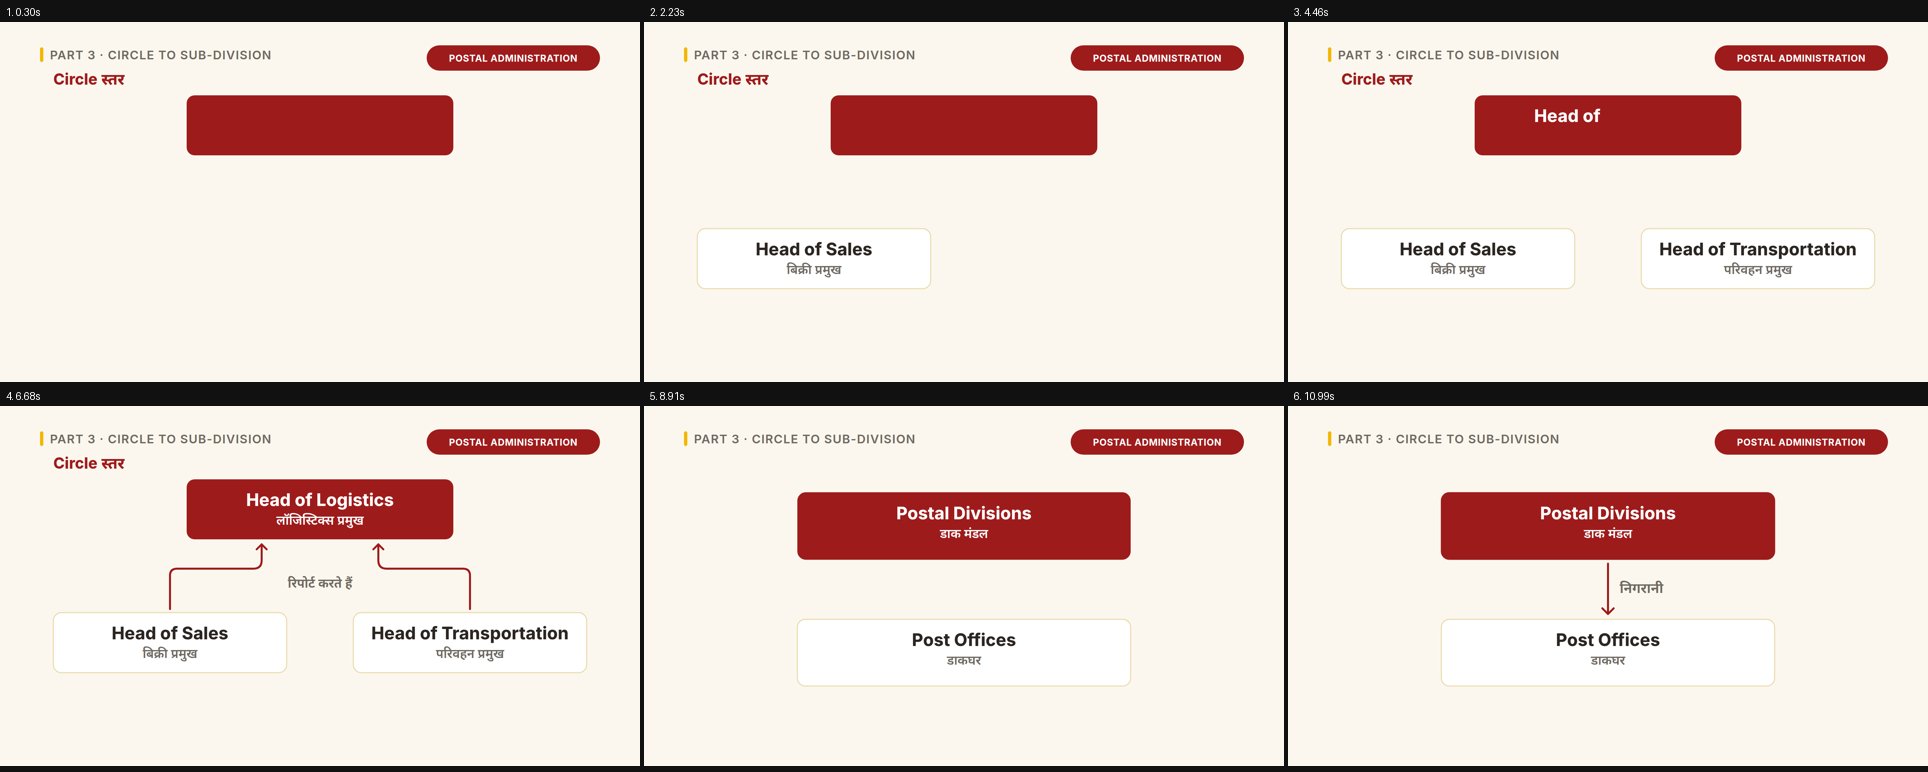 1. 0.30s
PART 3 · CIRCLE TO SUB-DIVISION
POSTAL ADMINISTRATION
Circle स्तर
2. 2.23s
PART 3 · CIRCLE TO SUB-DIVISION
POSTAL ADMINISTRATION
Circle स्तर
Head of Sales
बिक्री प्रमुख
3. 4.46s
PART 3 · CIRCLE TO SUB-DIVISION
POSTAL ADMINISTRATION
Circle स्तर
Head of
Head of Sales
बिक्री प्रमुख
Head of Transportation
परिवहन प्रमुख
4. 6.68s
PART 3 · CIRCLE TO SUB-DIVISION
POSTAL ADMINISTRATION
Circle स्तर
Head of Logistics
लॉजिस्टिक्स प्रमुख
रिपोर्ट करते हैं
Head of Sales
बिक्री प्रमुख
Head of Transportation
परिवहन प्रमुख
5. 8.91s
PART 3 · CIRCLE TO SUB-DIVISION
POSTAL ADMINISTRATION
Postal Divisions
डाक मंडल
Post Offices
डाकघर
6. 10.99s
PART 3 · CIRCLE TO SUB-DIVISION
POSTAL ADMINISTRATION
Postal Divisions
डाक मंडल
निगरानी
Post Offices
डाकघर